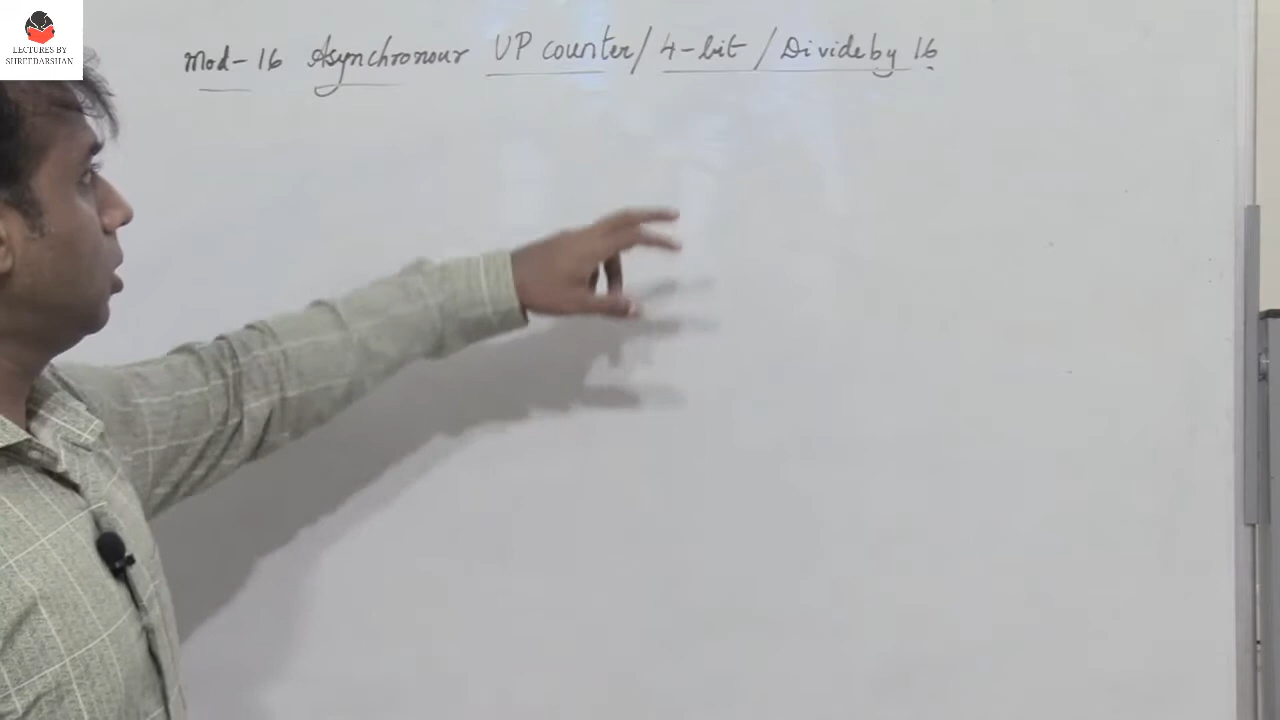 LECTURES BY
SHREEDARSHAN
Mod-16 Asynchronour UP counter/ 4-bit / Divide by 16